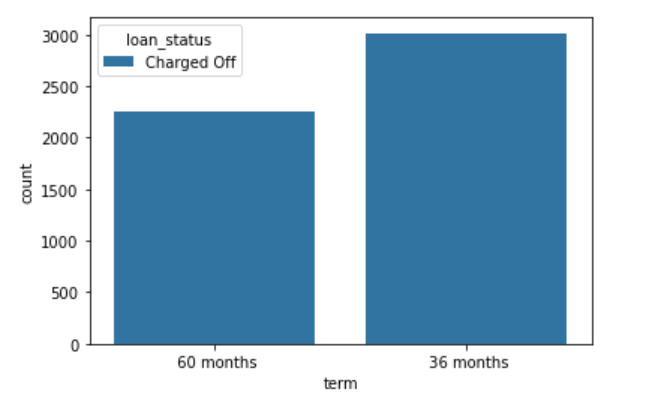 loan_status
Charged Off
3000
2500
2000
1500
1000
500
0
count
60 months
36 months
term